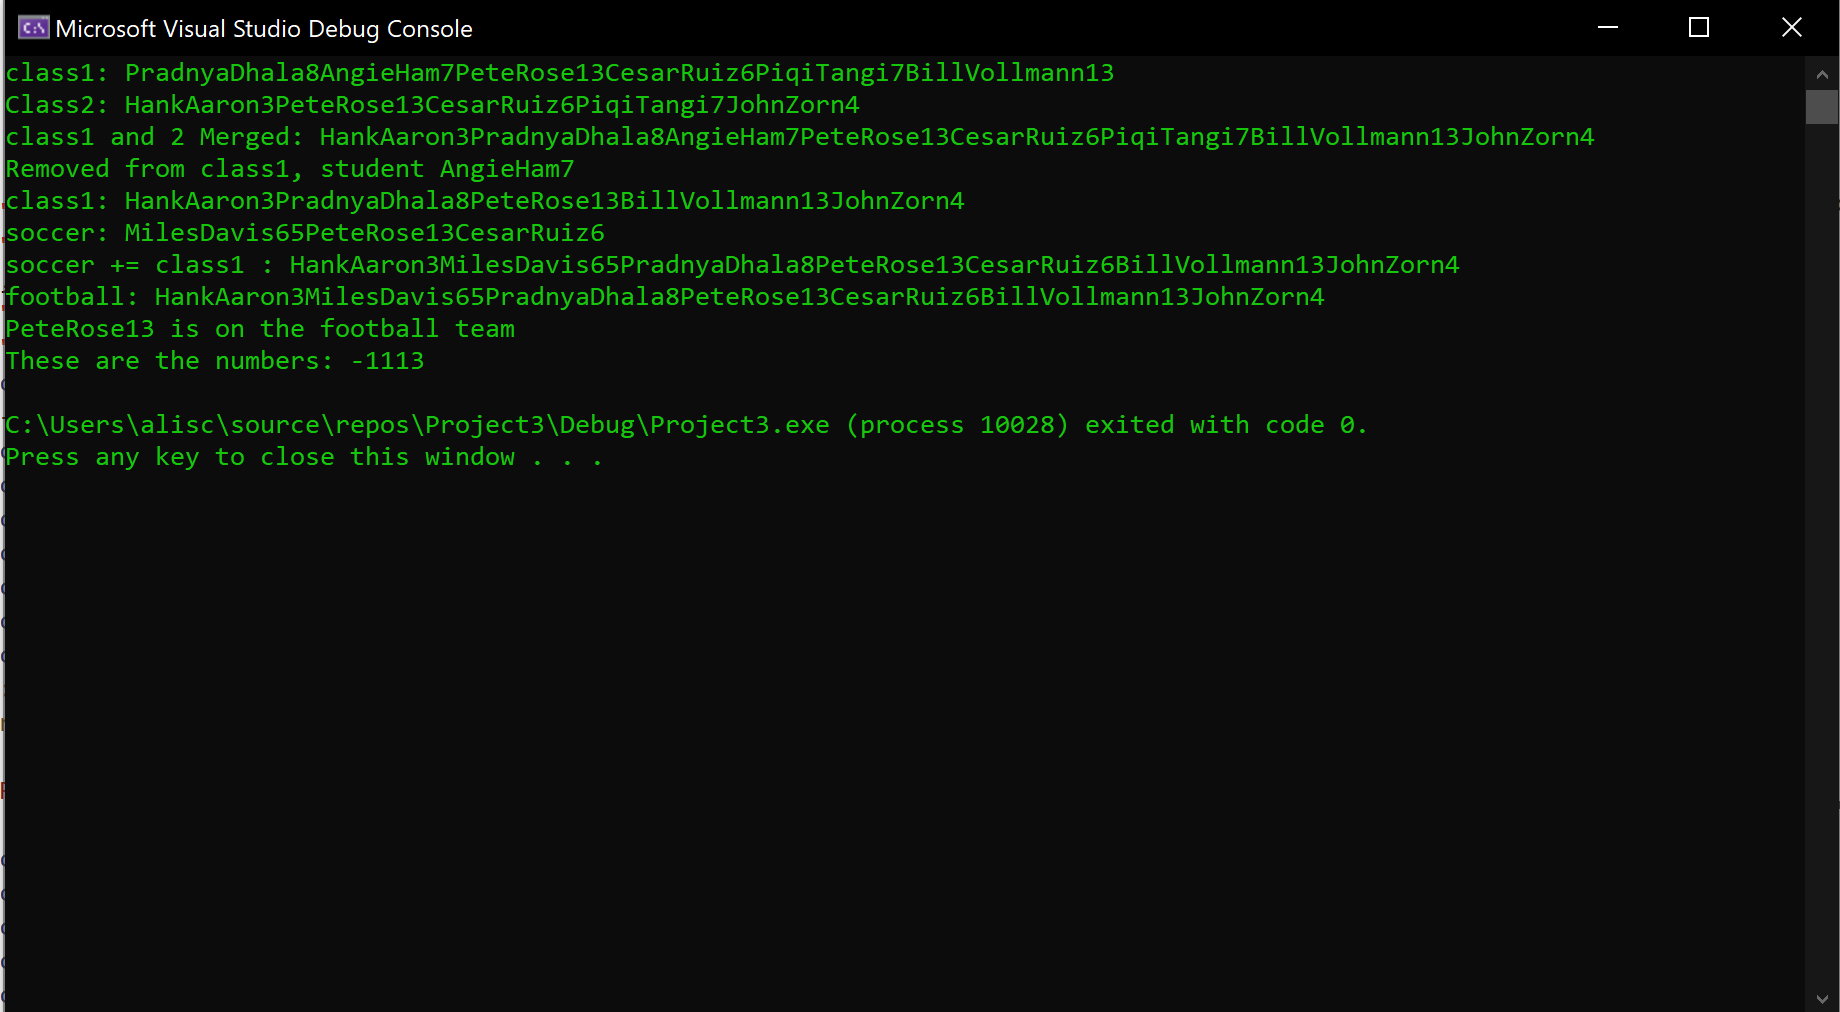 Microsoft Visual Studio Debug Console
class1: PradnyaDhala8AngieHam7PeteRose13CesarRuiz6PiqiTangi7BillVollmann13
Class2: HankAaron3PeteRose13CesarRuiz6PiqiTangi7JohnZorn4
class1 and 2 Merged: HankAaron3PradnyaDhala8AngieHam7PeteRose13CesarRuiz6PiqiTangi7BillVollmann13JohnZorn4
Removed from class1, student AngieHam7
class1: HankAaron3PradnyaDhala8PeteRose13BillVollmann13JohnZorn4
soccer: MilesDavis65PeteRose13CesarRuiz6
soccer += class1 : HankAaron3MilesDavis65PradnyaDhala8PeteRose13CesarRuiz6BillVollmann13JohnZorn4
football: HankAaron3MilesDavis65PradnyaDhala8PeteRose13CesarRuiz6BillVollmann13JohnZorn4
PeteRose13 is on the football team
These are the numbers: -1113
C:\Users\alisc\source\repos\Project3\Debug\Project3.exe (process 10028) exited with code 0.
Press any key to close this window . . .